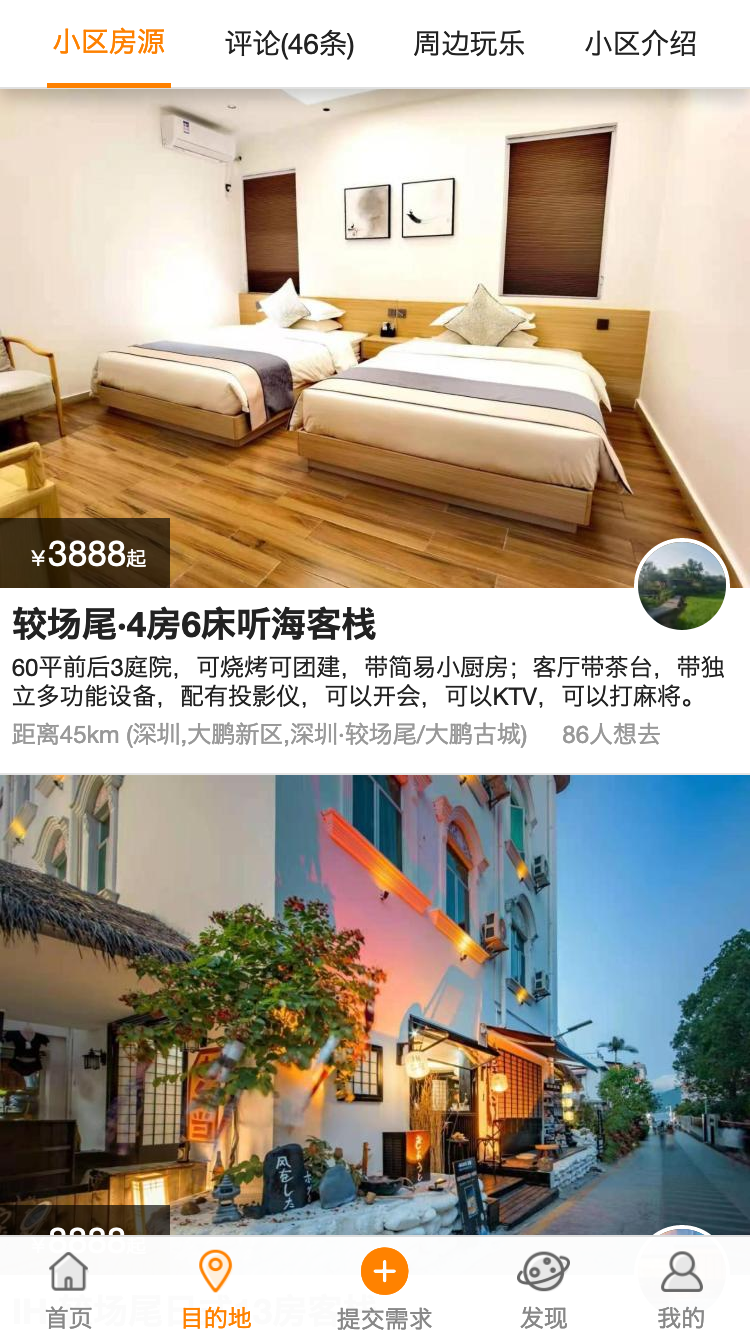 小区房源
评论(46条)
周边玩乐
小区介绍
¥3888起
较场尾·4房6床听海客栈
60平前后3庭院，可烧烤可团建，带简易小厨房；客厅带茶台，带独
立多功能设备，配有投影仪，可以开会，可以KTV，可以打麻将。
距离45km (深圳,大鹏新区,深圳·较场尾/大鹏古城)
86人想去
首页
目的地
提交需求
发现
我的